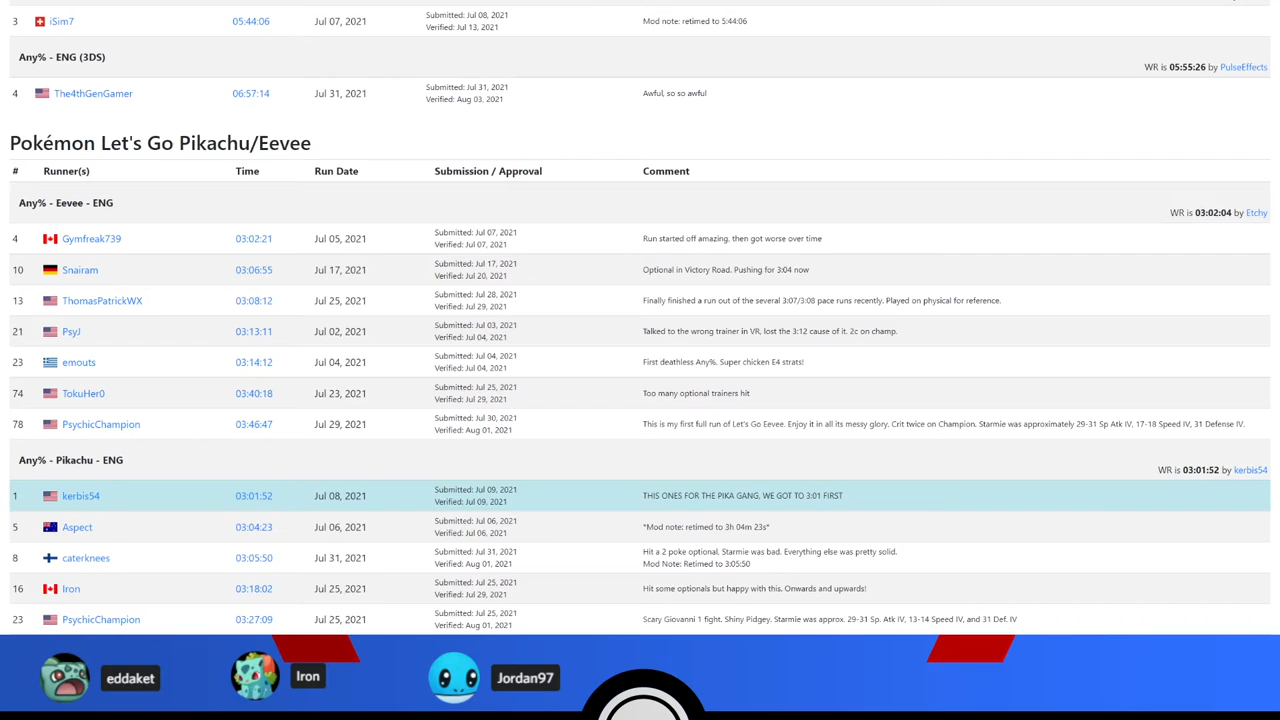 3 iSim7 05:44:06 Jul 07, 2021 Submitted: Jul 08, 2021 Mod note: retimed to 5:44:06
Verified: Jul 13, 2021
Any% - ENG (3DS)
WR is 05:55:26 by PulseEffects
4 The4thGenGamer 06:57:14 Jul 31, 2021 Submitted: Jul 31, 2021 Awful, so so awful
Verified: Aug 03, 2021
Pokémon Let's Go Pikachu/Eevee
# Runner(s) Time Run Date Submission / Approval Comment
Any% - Eevee - ENG
WR is 03:02:04 by Etchy
4 Gymfreak739 03:02:21 Jul 05, 2021 Submitted: Jul 07, 2021 Run started off amazing, then got worse over time
Verified: Jul 07, 2021
10 Snairam 03:06:55 Jul 17, 2021 Submitted: Jul 17, 2021 Optional in Victory Road. Pushing for 3:04 now
Verified: Jul 20, 2021
13 ThomasPatrickWX 03:08:12 Jul 25, 2021 Submitted: Jul 28, 2021 Finally finished a run out of the several 3:07/3:08 pace runs recently. Played on physical for reference.
Verified: Jul 29, 2021
21 PsyJ 03:13:11 Jul 02, 2021 Submitted: Jul 03, 2021 Talked to the wrong trainer in VR, lost the 3:12 cause of it. 2c on champ.
Verified: Jul 04, 2021
23 emouts 03:14:12 Jul 04, 2021 Submitted: Jul 04, 2021 First deathless Any%. Super chicken E4 strats!
Verified: Jul 04, 2021
74 TokuHer0 03:40:18 Jul 23, 2021 Submitted: Jul 25, 2021 Too many optional trainers hit
Verified: Jul 29, 2021
78 PsychicChampion 03:46:47 Jul 29, 2021 Submitted: Jul 30, 2021 This is my first full run of Let's Go Eevee. Enjoy it in all its messy glory. Crit twice on Champion. Starmie was approximately 29-31 Sp Atk IV, 17-18 Speed IV, 31 Defense IV.
Verified: Aug 01, 2021
Any% - Pikachu - ENG
WR is 03:01:52 by kerbis54
1 kerbis54 03:01:52 Jul 08, 2021 Submitted: Jul 09, 2021 THIS ONES FOR THE PIKA GANG, WE GOT TO 3:01 FIRST
Verified: Jul 09, 2021
5 Aspect 03:04:23 Jul 06, 2021 Submitted: Jul 06, 2021 *Mod note: retimed to 3h 04m 23s*
Verified: Jul 06, 2021
8 caterknees 03:05:50 Jul 31, 2021 Submitted: Jul 31, 2021 Hit a 2 poke optional. Starmie was bad. Everything else was pretty solid.
Verified: Aug 01, 2021 Mod Note: Retimed to 3:05:50
16 Iron 03:18:02 Jul 25, 2021 Submitted: Jul 25, 2021 Hit some optionals but happy with this. Onwards and upwards!
Verified: Jul 29, 2021
23 PsychicChampion 03:27:09 Jul 25, 2021 Submitted: Jul 25, 2021 Scary Giovanni 1 fight. Shiny Pidgey. Starmie was approx. 29-31 Sp. Atk IV, 13-14 Speed IV, and 31 Def. IV
Verified: Aug 01, 2021
eddaket Iron Jordan97